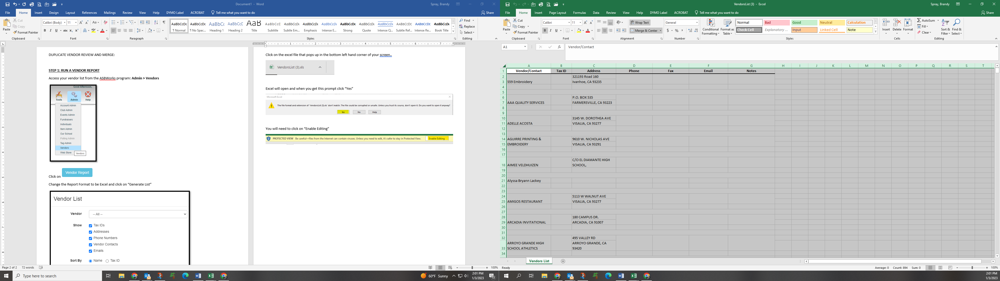 Document1 - Word
Spray, Brandy
File Home Insert Design Layout References Mailings Review View Help DYMO Label ACROBAT Tell me what you want to do Share
Paste
Cut
Copy
Format Painter
Clipboard
Calibri (Body) 11
Font
Paragraph
AaBbCcDc AaBbCcDc AaBbCc AaBbCcC AaB AaBbCcC AaBbCcDc AaBbCcDc AaBbCcDc AaBbCcDc AaBbCcDc AaBbCcDc AABBCCDC AABBCCDC AaBbCcDc
¶ Normal ¶ No Spac... Heading 1 Heading 2 Title Subtitle Subtle Em... Emphasis Intense E... Strong Quote Intense Q... Subtle Ref... Intense Re... Book Title
Styles
Find
Replace
Select
Editing
DUPLICATE VENDOR REVIEW AND MERGE:
STEP 1: RUN A VENDOR REPORT
Access your vendor list from the ASBWorks program: Admin > Vendors
Good Afternoon,
Tools Admin Help
Account Admin
Club Admin
Events Admin
Fundraisers
Individuals
Item Admin
Our School
Polling Admin
Tag Admin
Vendors
Web Store
Vendors
Click on Vendor Report
Change the Report Format to be Excel and click on “Generate List”
Vendor List
Vendor -- All --
Show Tax IDs
Addresses
Phone Numbers
Vendor Contacts
Emails
Sort By Name Tax ID
Click on the excel file that pops up in the bottom left hand corner of your screen..
VendorsList (3).xls
Excel will open and when you get this prompt click “Yes”
Microsoft Excel
The file format and extension of 'VendorsList (3).xls' don't match. The file could be corrupted or unsafe. Unless you trust its source, don't open it. Do you want to open it anyway?
Yes No Help
You will need to click on “Enable Editing”
PROTECTED VIEW Be careful—files from the Internet can contain viruses. Unless you need to edit, it's safer to stay in Protected View. Enable Editing
Page 2 of 2 72 words
100%
Type here to search
60°F Sunny
2:01 PM
1/3/2023
VendorsList (3) - Excel
Spray, Brandy
File Home Insert Page Layout Formulas Data Review View Help DYMO Label ACROBAT Tell me what you want to do Share
Paste
Cut
Copy
Format Painter
Clipboard
Calibri 11
Font
Wrap Text
Merge & Center
Alignment
General
Number
Conditional Formatting
Format as Table
Normal Bad Good Neutral Calculation
Check Cell Explanatory ... Input Linked Cell Note
Styles
Insert Delete Format
Cells
AutoSum
Fill
Clear
Sort & Filter
Find & Select
Editing
A1 Vendor/Contact
A B C D E F G H I J K L M N O P Q R S T
1 Vendor/Contact Tax ID Address Phone Fax Email Notes
2 321193 Road 160
3 559 Embroidery Ivanhoe, CA 93235
4
5
6 P.O. BOX 535
7 AAA QUALITY SERVICES FARMERSVILLE, CA 93223
8
9
10 3145 W. DOROTHEA AVE
11 ADELLE ACOSTA VISALIA, CA 93277
12
13
14 AGUIRRE PRINTING & 9610 W. NICHOLAS AVE
15 EMBROIDERY VISALIA, CA 93291
16
17
C/O EL DIAMANTE HIGH
18 AIMEE VELDHUIZEN SCHOOL,
19
20
21 Alyssa Bryann Lackey
22
23
24 5113 W WALNUT AVE
25 AMIGOS RESTAURANT VISALIA, CA 93277
26
27
28 180 CAMPUS DR.
29 ARCADIA INVITATIONAL ARCADIA, CA 91007
30
31
32 495 VALLEY RD
ARROYO GRANDE HIGH ARROYO GRANDE, CA
33 SCHOOL ATHLETICS 93420
34
Vendors List
Ready
Average: 0 Count: 894 Sum: 0
100%
2:01 PM
1/3/2023